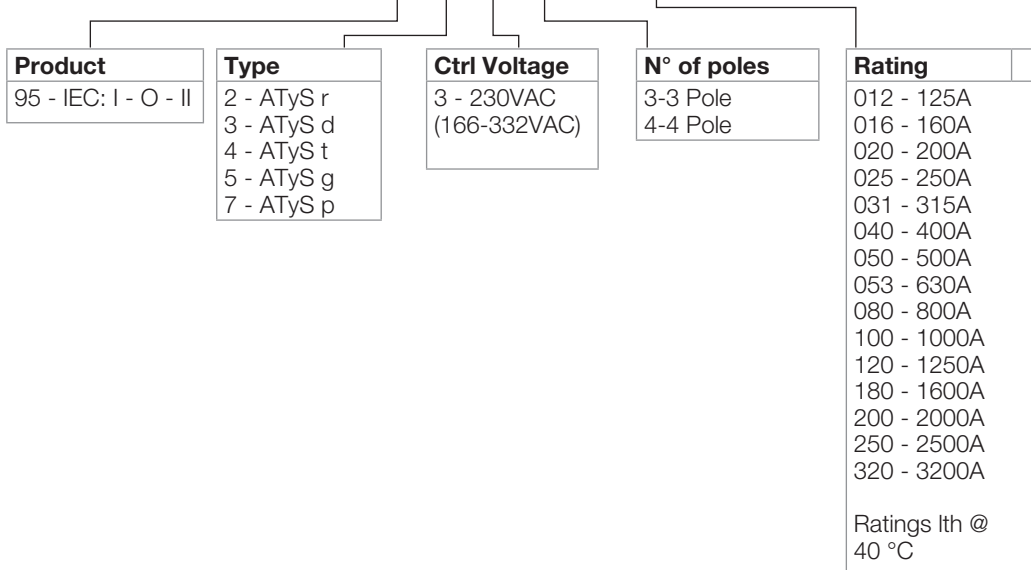 Product
95 - IEC: I - O - II
Type
2 - ATyS r
3 - ATyS d
4 - ATyS t
5 - ATyS g
7 - ATyS p
Ctrl Voltage
3 - 230VAC
(166-332VAC)
N° of poles
3-3 Pole
4-4 Pole
Rating
012 - 125A
016 - 160A
020 - 200A
025 - 250A
031 - 315A
040 - 400A
050 - 500A
053 - 630A
080 - 800A
100 - 1000A
120 - 1250A
180 - 1600A
200 - 2000A
250 - 2500A
320 - 3200A
Ratings Ith @
40 °C